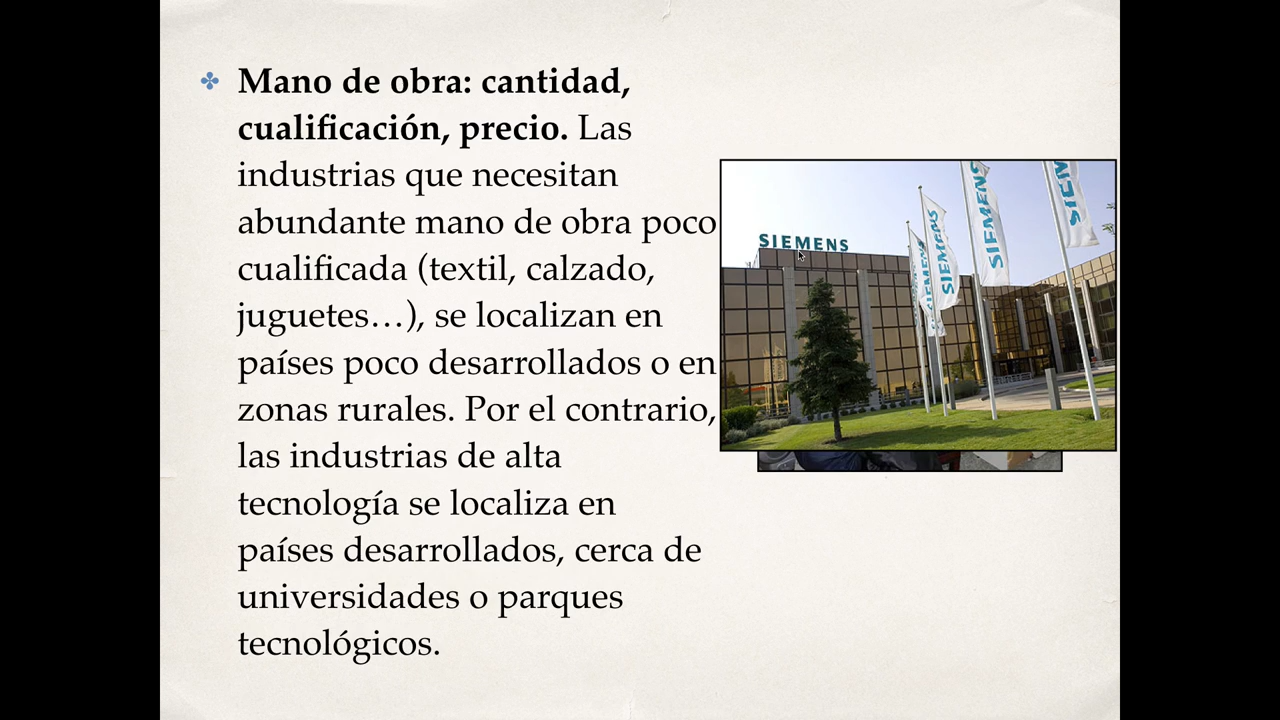 Mano de obra: cantidad,
cualificación, precio. Las
industrias que necesitan
abundante mano de obra poco
cualificada (textil, calzado,
juguetes…), se localizan en
países poco desarrollados o en
zonas rurales. Por el contrario,
las industrias de alta
tecnología se localiza en
países desarrollados, cerca de
universidades o parques
tecnológicos.
SIEMENS
SIEMENS
SIEMENS
SIEMENS
SIEM